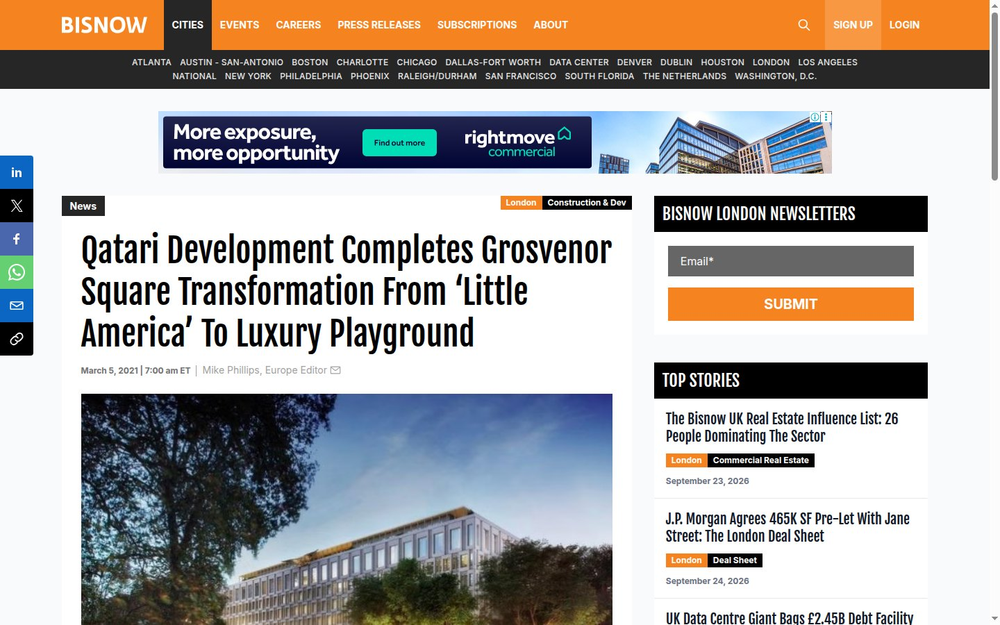 BISNOW
CITIES
EVENTS
CAREERS
PRESS RELEASES
SUBSCRIPTIONS
ABOUT
SIGN UP
LOGIN
ATLANTA AUSTIN - SAN-ANTONIO BOSTON CHARLOTTE CHICAGO DALLAS-FORT WORTH DATA CENTER DENVER DUBLIN HOUSTON LONDON LOS ANGELES
NATIONAL NEW YORK PHILADELPHIA PHOENIX RALEIGH/DURHAM SAN FRANCISCO SOUTH FLORIDA THE NETHERLANDS WASHINGTON, D.C.
More exposure,
more opportunity
Find out more
rightmove
commercial
in
X
f
News
London Construction & Dev
Qatari Development Completes Grosvenor
Square Transformation From ‘Little
America’ To Luxury Playground
March 5, 2021 | 7:00 am ET | Mike Phillips, Europe Editor
BISNOW LONDON NEWSLETTERS
Email*
SUBMIT
TOP STORIES
The Bisnow UK Real Estate Influence List: 26
People Dominating The Sector
London Commercial Real Estate
September 23, 2026
J.P. Morgan Agrees 465K SF Pre-Let With Jane
Street: The London Deal Sheet
London Deal Sheet
September 24, 2026
UK Data Centre Giant Bags £2.45B Debt Facility